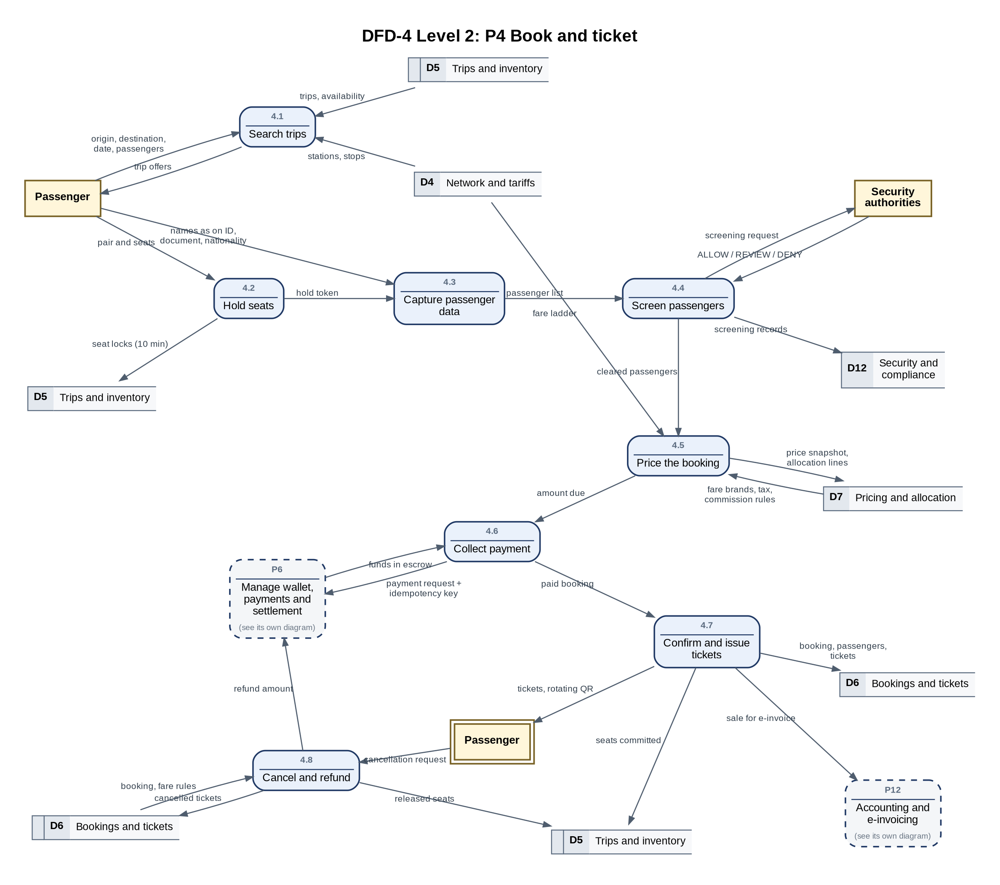 DFD-4 Level 2: P4 Book and ticket
D5 Trips and inventory
trips, availability
4.1
Search trips
origin, destination,
date, passengers
trip offers
stations, stops
D4 Network and tariffs
Passenger
Security
authorities
names as on ID,
document, nationality
pair and seats
screening request
ALLOW / REVIEW / DENY
4.2
Hold seats
hold token
4.3
Capture passenger
data
passenger list
4.4
Screen passengers
fare ladder
screening records
seat locks (10 min)
D12 Security and
compliance
cleared passengers
D5 Trips and inventory
4.5
Price the booking
price snapshot,
allocation lines
fare brands, tax,
commission rules
D7 Pricing and allocation
amount due
4.6
Collect payment
funds in escrow
payment request +
idempotency key
paid booking
P6
Manage wallet,
payments and
settlement
(see its own diagram)
4.7
Confirm and issue
tickets
booking, passengers,
tickets
D6 Bookings and tickets
refund amount
tickets, rotating QR
sale for e-invoice
seats committed
Passenger
cancellation request
4.8
Cancel and refund
booking, fare rules
cancelled tickets
released seats
D6 Bookings and tickets
D5 Trips and inventory
P12
Accounting and
e-invoicing
(see its own diagram)